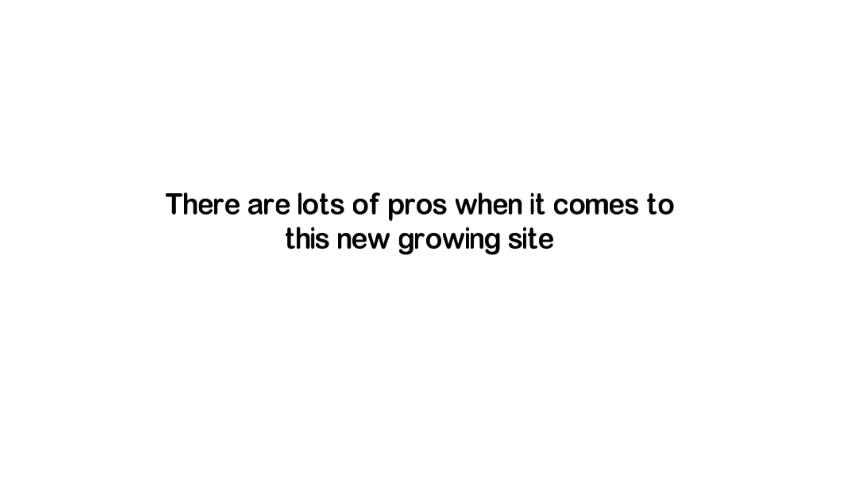 There are lots of pros when it comes to
this new growing site